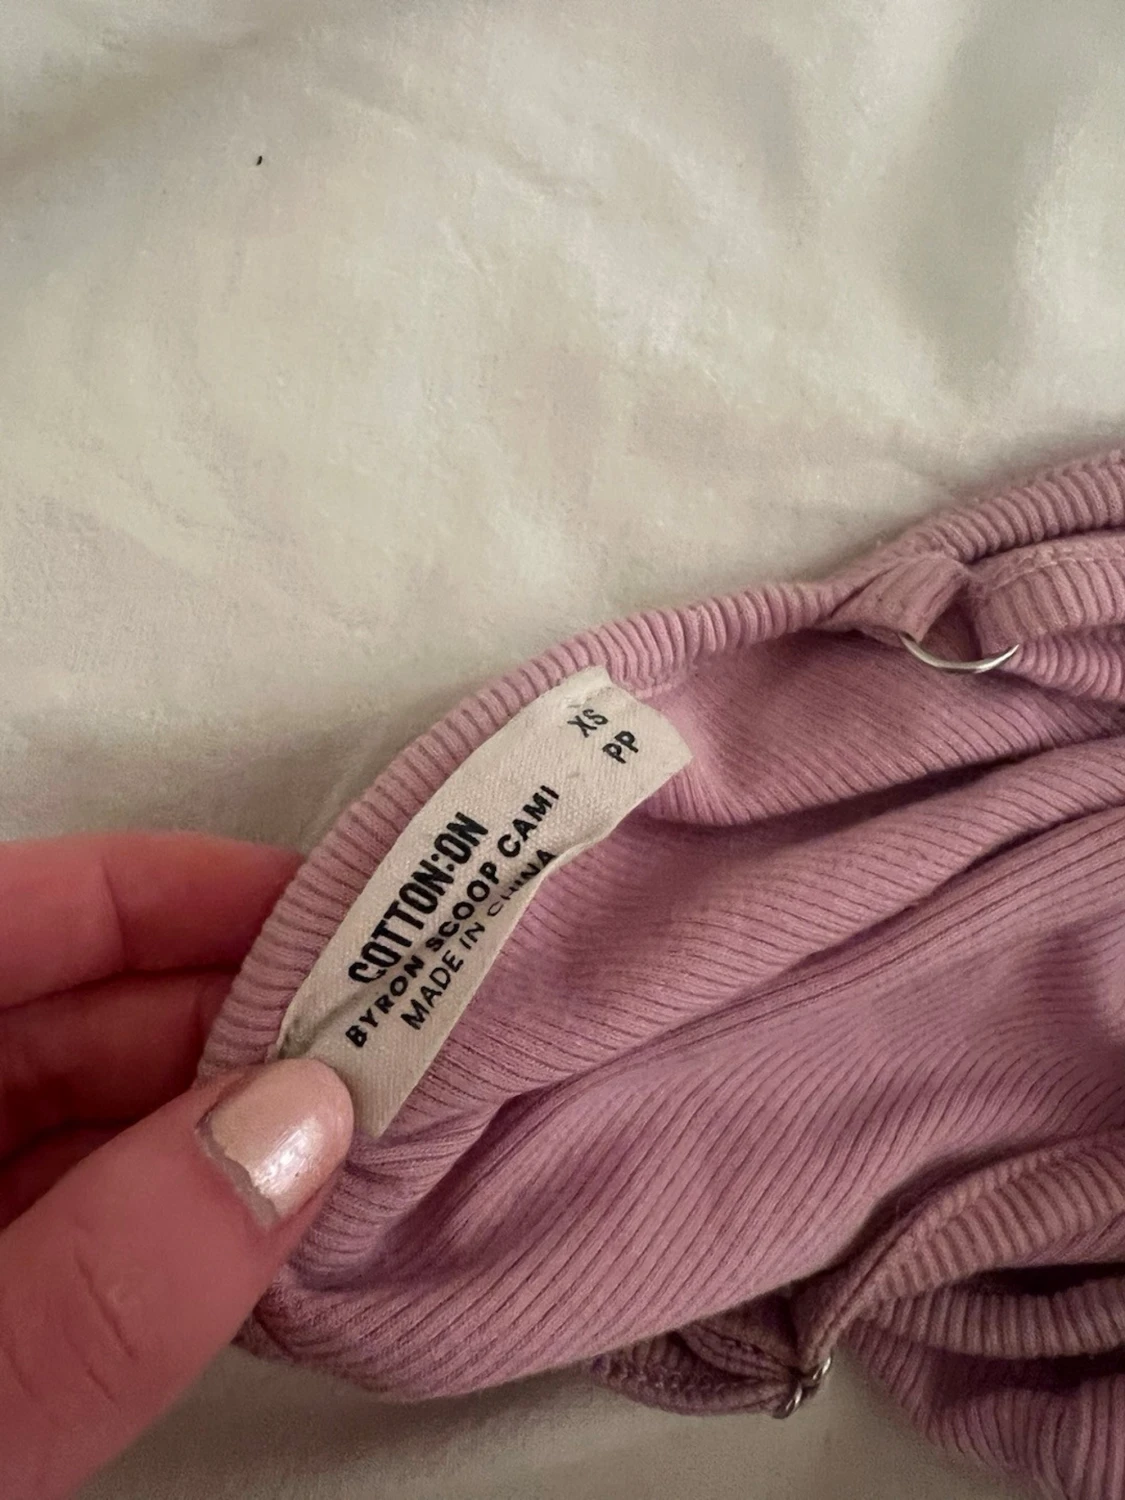 XS
PP
COTTON:ON
BYRON SCOOP CAMI
MADE IN CHINA